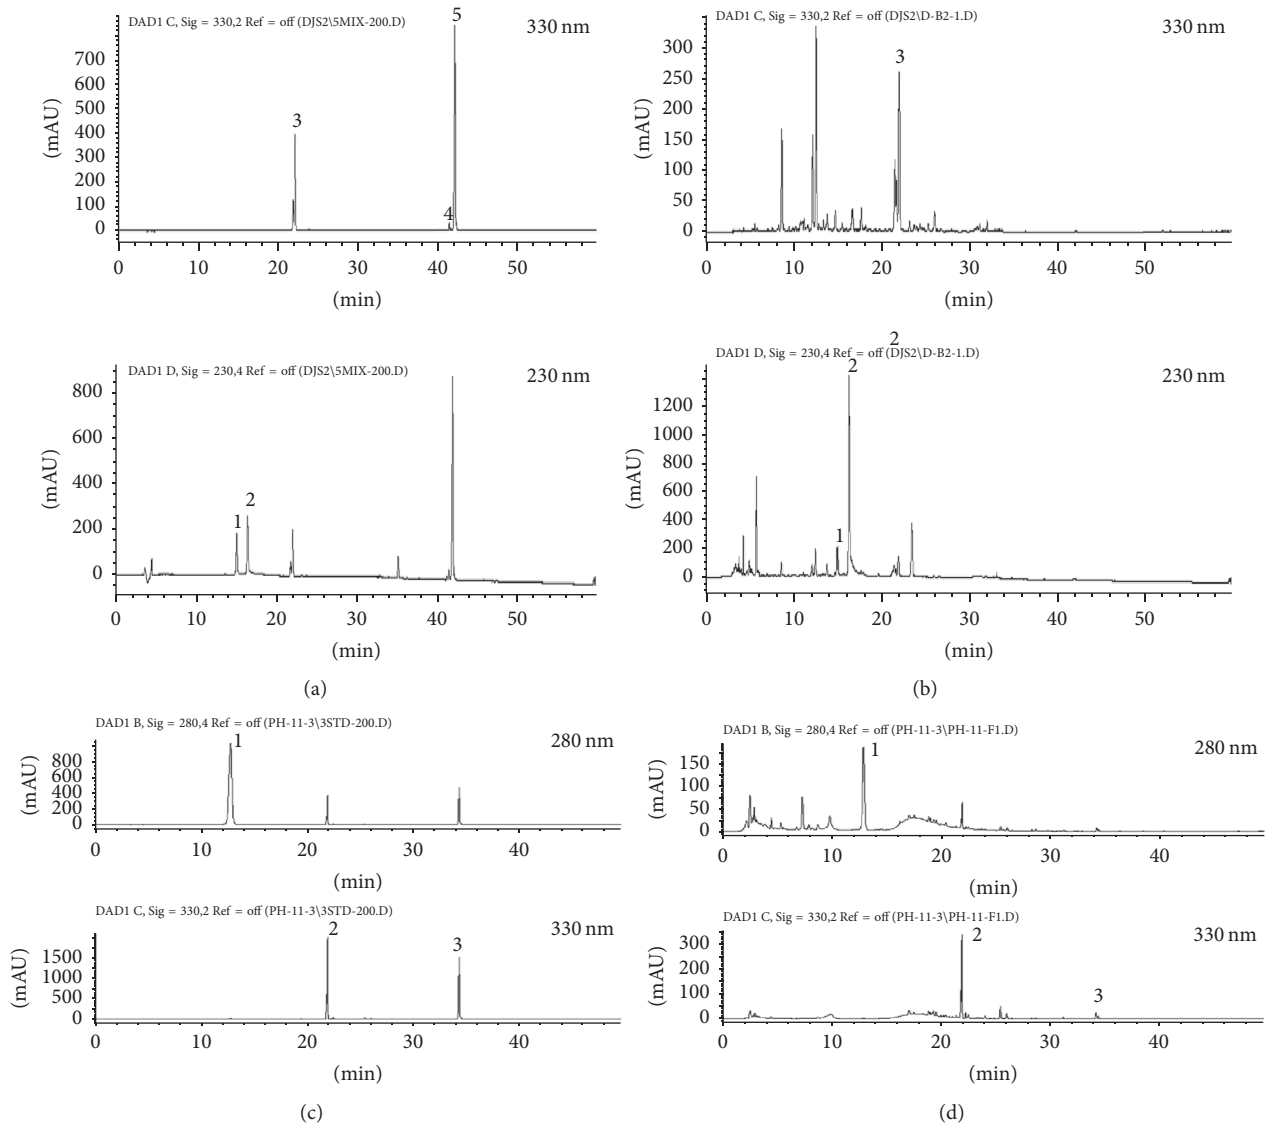 DAD1 C, Sig = 330,2 Ref = off (DJS2\5MIX-200.D)
330 nm
5
3
4
700
600
500
400
300
200
100
0
(mAU)
0 10 20 30 40 50
(min)
DAD1 C, Sig = 330,2 Ref = off (DJS2\D-B2-1.D)
330 nm
3
300
250
200
150
100
50
0
(mAU)
0 10 20 30 40 50
(min)
DAD1 D, Sig = 230,4 Ref = off (DJS2\5MIX-200.D)
230 nm
2
1
800
600
400
200
0
(mAU)
0 10 20 30 40 50
(min)
(a)
2
DAD1 D, Sig = 230,4 Ref = off (DJS2\D-B2-1.D)
230 nm
2
1
1200
1000
800
600
400
200
0
(mAU)
0 10 20 30 40 50
(min)
(b)
DAD1 B, Sig = 280,4 Ref = off (PH-11-3\3STD-200.D)
280 nm
1
800
600
400
200
0
(mAU)
0 10 20 30 40
(min)
DAD1 C, Sig = 330,2 Ref = off (PH-11-3\3STD-200.D)
330 nm
2
3
1500
1000
500
0
(mAU)
0 10 20 30 40
(min)
(c)
DAD1 B, Sig = 280,4 Ref = off (PH-11-3\PH-11-F1.D)
280 nm
1
150
100
50
0
(mAU)
0 10 20 30 40
(min)
DAD1 C, Sig = 330,2 Ref = off (PH-11-3\PH-11-F1.D)
330 nm
2
3
300
200
100
0
(mAU)
0 10 20 30 40
(min)
(d)